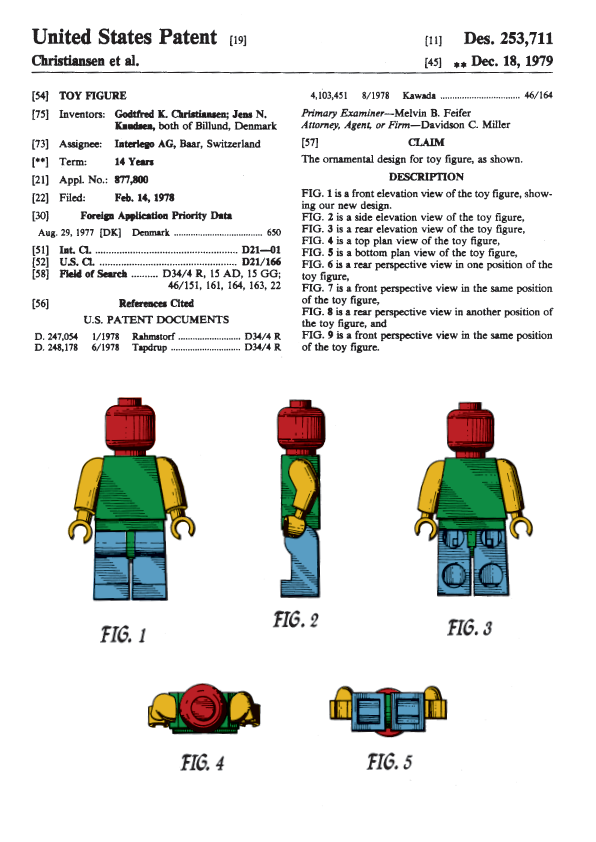 United States Patent [19]
Christiansen et al.
[11] Des. 253,711
[45] ** Dec. 18, 1979
[54] TOY FIGURE
[75] Inventors: Godtfred K. Christiansen; Jens N.
Knudsen, both of Billund, Denmark
[73] Assignee: Interlego AG, Baar, Switzerland
[**] Term: 14 Years
[21] Appl. No.: 877,800
[22] Filed: Feb. 14, 1978
[30] Foreign Application Priority Data
Aug. 29, 1977 [DK] Denmark .................................... 650
[51] Int. Cl. .................................................. D21—01
[52] U.S. Cl. ................................................ D21/166
[58] Field of Search .......... D34/4 R, 15 AD, 15 GG;
46/151, 161, 164, 163, 22
[56] References Cited
U.S. PATENT DOCUMENTS
D. 247,054 1/1978 Rahmstorf ......................... D34/4 R
D. 248,178 6/1978 Tapdrup ............................ D34/4 R
4,103,451 8/1978 Kawada ................................ 46/164
Primary Examiner—Melvin B. Feifer
Attorney, Agent, or Firm—Davidson C. Miller
[57] CLAIM
The ornamental design for toy figure, as shown.
DESCRIPTION
FIG. 1 is a front elevation view of the toy figure, show-
ing our new design.
FIG. 2 is a side elevation view of the toy figure,
FIG. 3 is a rear elevation view of the toy figure,
FIG. 4 is a top plan view of the toy figure,
FIG. 5 is a bottom plan view of the toy figure,
FIG. 6 is a rear perspective view in one position of the
toy figure,
FIG. 7 is a front perspective view in the same position
of the toy figure,
FIG. 8 is a rear perspective view in another position of
the toy figure, and
FIG. 9 is a front perspective view in the same position
of the toy figure.
FIG. 1
FIG. 2
FIG. 3
FIG. 4
FIG. 5